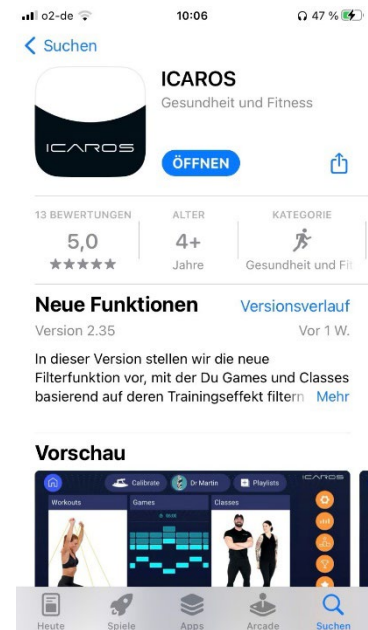 o2-de 10:06 47 %
Suchen
ICAROS
ICAROS
Gesundheit und Fitness
ÖFFNEN
13 BEWERTUNGEN ALTER KATEGORIE
5,0 4+
★★★★★ Jahre Gesundheit und Fit
Neue Funktionen Versionsverlauf
Version 2.35 Vor 1 W.
In dieser Version stellen wir die neue
Filterfunktion vor, mit der Du Games und Classes
basierend auf deren Trainingseffekt filtern Mehr
Vorschau
Calibrate Dr Martin Playlists ICAROS
Workouts Games Classes
Heute Spiele Apps Arcade Suchen